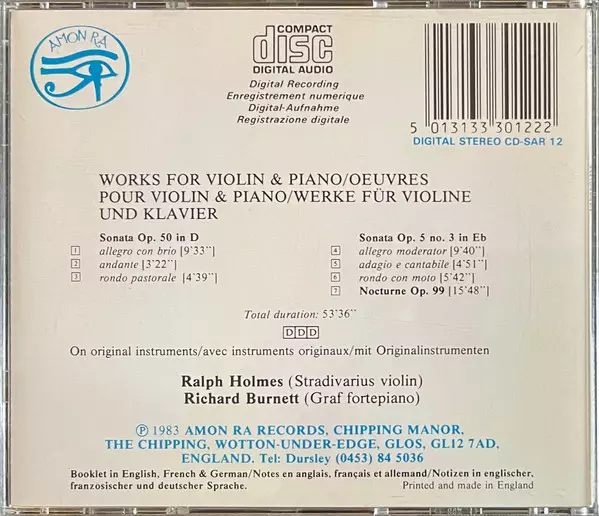 AMON RA
COMPACT
disc
DIGITAL AUDIO
Digital Recording
Enregistrement numerique
Digital-Aufnahme
Registrazione digitale
5 013133 301222
DIGITAL STEREO CD-SAR 12
WORKS FOR VIOLIN & PIANO/OEUVRES
POUR VIOLIN & PIANO/WERKE FÜR VIOLINE
UND KLAVIER
Sonata Op. 50 in D
1 allegro con brio [9'33"]
2 andante [3'22"]
3 rondo pastorale [4'39"]
Sonata Op. 5 no. 3 in Eb
4 allegro moderator [9'40"]
5 adagio e cantabile [4'51"]
6 rondo con moto [5'42"]
7 Nocturne Op. 99 [15'48"]
Total duration: 53'36"
DDD
On original instruments/avec instruments originaux/mit Originalinstrumenten
Ralph Holmes (Stradivarius violin)
Richard Burnett (Graf fortepiano)
Ⓟ 1983 AMON RA RECORDS, CHIPPING MANOR,
THE CHIPPING, WOTTON-UNDER-EDGE, GLOS, GL12 7AD,
ENGLAND. Tel: Dursley (0453) 84 5036
Booklet in English, French & German/Notes en anglais, français et allemand/Notizen in englischer,
französischer und deutscher Sprache.
Printed and made in England